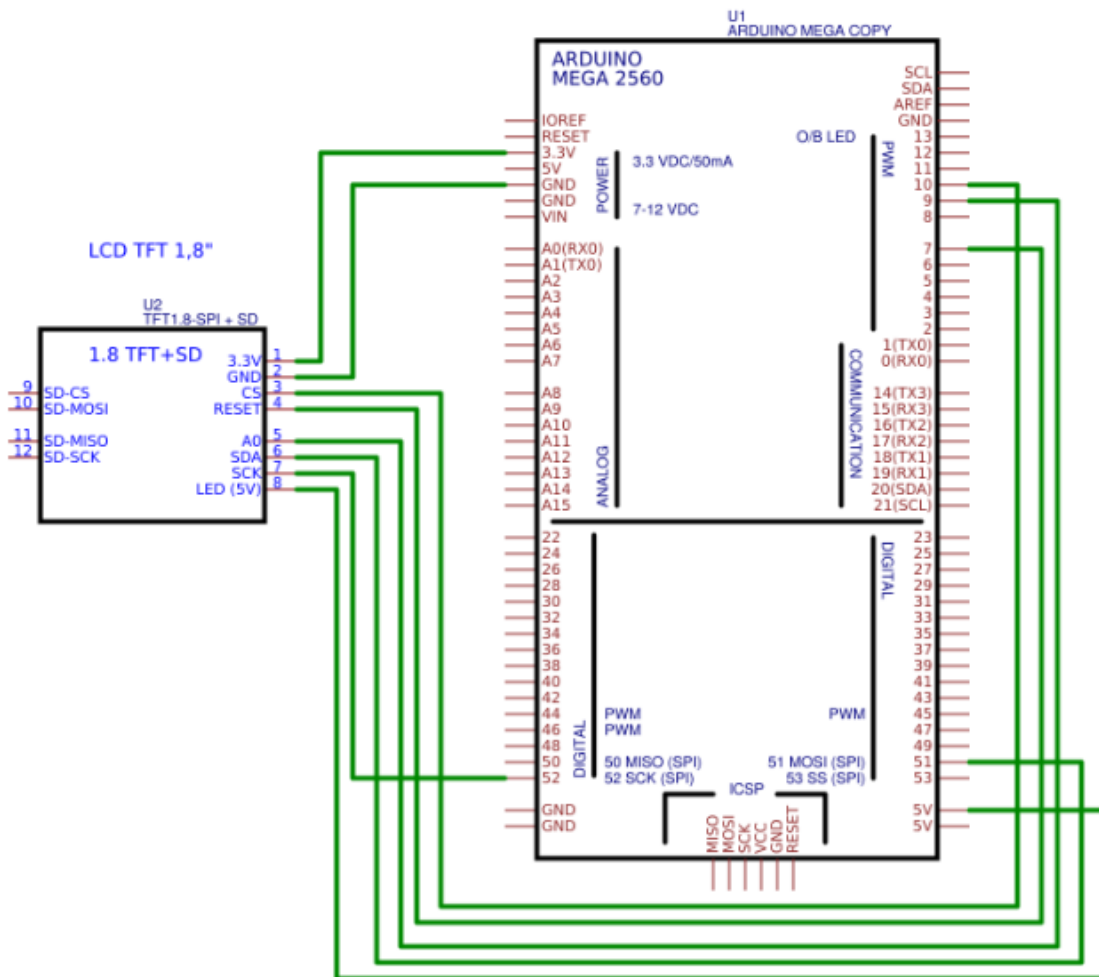 U1
ARDUINO MEGA COPY
ARDUINO
MEGA 2560
IOREF
RESET
3.3V
5V
GND
GND
VIN
POWER
3.3 VDC/50mA
7-12 VDC
A0(RX0)
A1(TX0)
A2
A3
A4
A5
A6
A7
A8
A9
A10
A11
A12
A13
A14
A15
ANALOG
SCL
SDA
AREF
GND
13
12
11
10
9
8
O/B LED
PWM
7
6
5
4
3
2
1(TX0)
0(RX0)
14(TX3)
15(RX3)
16(TX2)
17(RX2)
18(TX1)
19(RX1)
20(SDA)
21(SCL)
COMMUNICATION
22
24
26
28
30
32
34
36
38
40
42
44
46
48
50
52
GND
GND
DIGITAL
PWM
PWM
50 MISO (SPI)
52 SCK (SPI)
23
25
27
29
31
33
35
37
39
41
43
45
47
49
51
53
5V
5V
DIGITAL
PWM
51 MOSI (SPI)
53 SS (SPI)
ICSP
MISO
MOSI
SCK
VCC
GND
RESET
LCD TFT 1,8"
U2
TFT1.8-SPI + SD
1.8 TFT+SD
3.3V 1
GND 2
CS 3
RESET 4
A0 5
SDA 6
SCK 7
LED (5V) 8
9 SD-CS
10 SD-MOSI
11 SD-MISO
12 SD-SCK